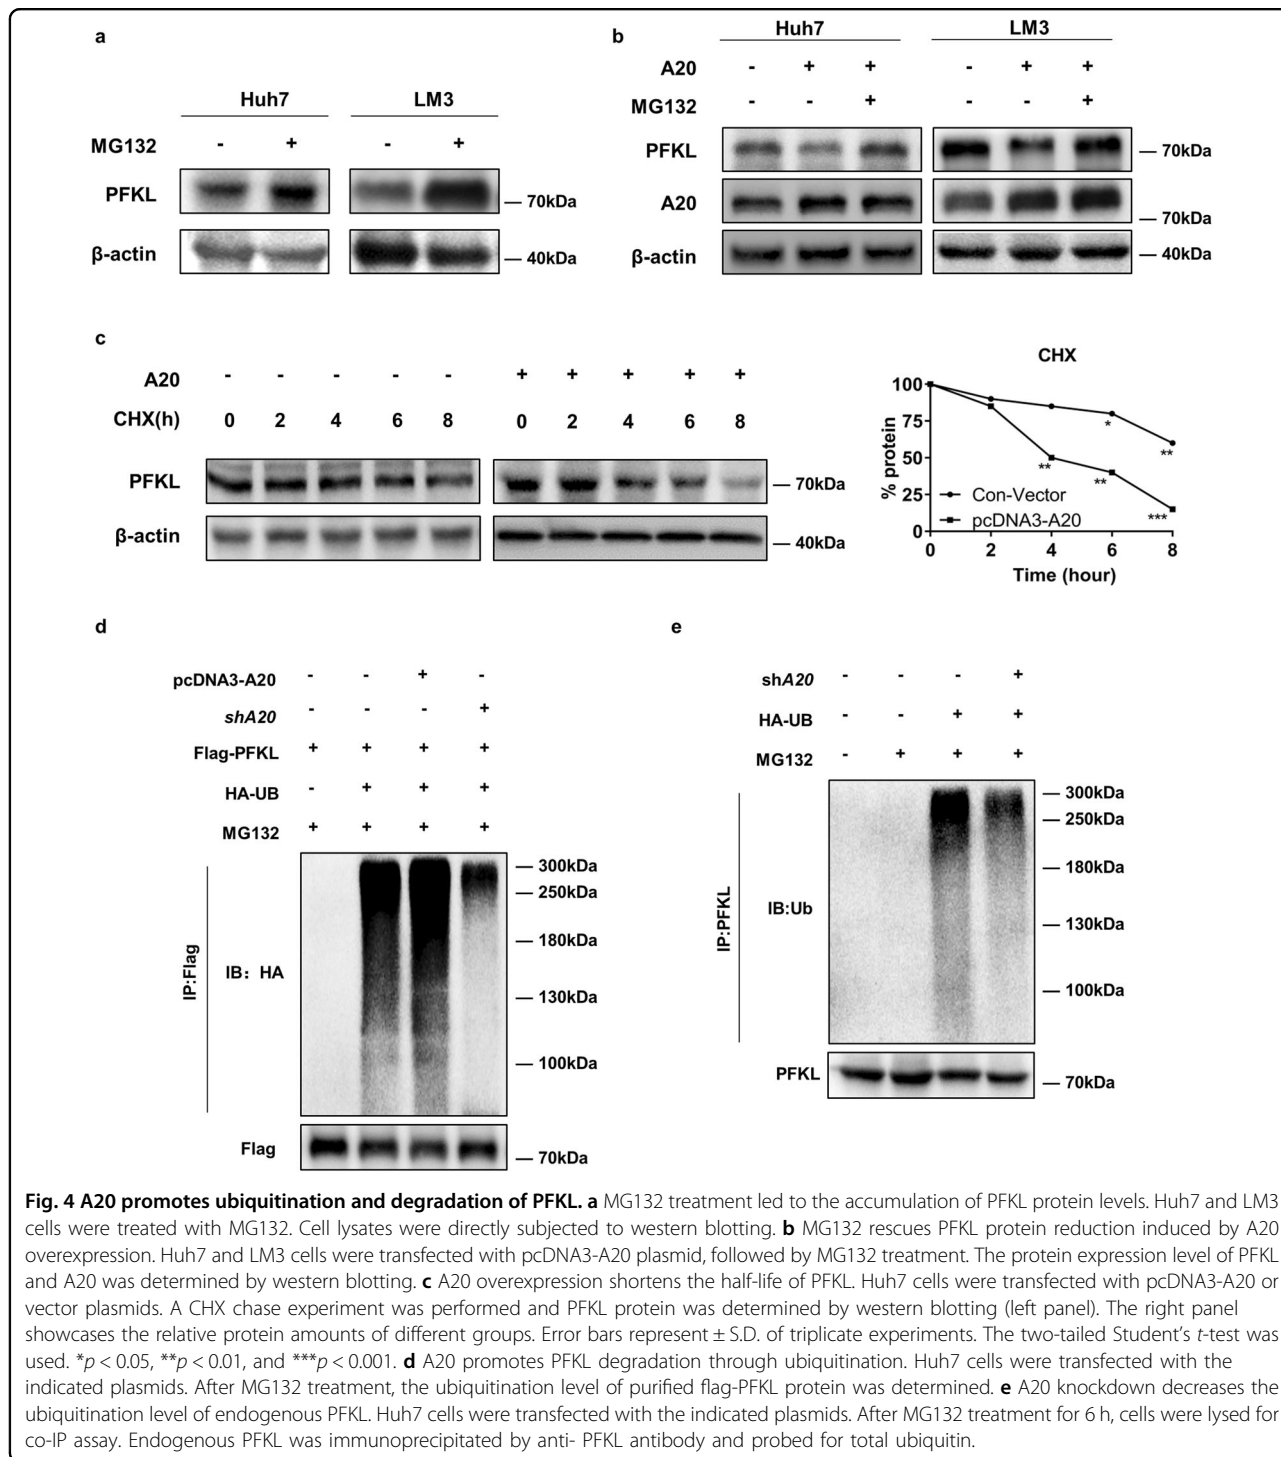 a
Huh7 LM3
MG132 - + - +
PFKL — 70kDa
β-actin — 40kDa
b
Huh7 LM3
A20 - + + - + +
MG132 - - + - - +
PFKL — 70kDa
A20 — 70kDa
β-actin — 40kDa
c
A20 - - - - - + + + + +
CHX(h) 0 2 4 6 8 0 2 4 6 8
PFKL — 70kDa
β-actin — 40kDa
CHX
% protein
100
75
50
25
0
* ** ** ** ***
Con-Vector
pcDNA3-A20
0 2 4 6 8
Time (hour)
d
pcDNA3-A20 - - + -
shA20 - - - +
Flag-PFKL + + + +
HA-UB - + + +
MG132 + + + +
IP:Flag
IB: HA
— 300kDa
— 250kDa
— 180kDa
— 130kDa
— 100kDa
Flag — 70kDa
e
shA20 - - - +
HA-UB - - + +
MG132 - + + +
IP:PFKL
IB:Ub
— 300kDa
— 250kDa
— 180kDa
— 130kDa
— 100kDa
PFKL — 70kDa
Fig. 4 A20 promotes ubiquitination and degradation of PFKL. a MG132 treatment led to the accumulation of PFKL protein levels. Huh7 and LM3
cells were treated with MG132. Cell lysates were directly subjected to western blotting. b MG132 rescues PFKL protein reduction induced by A20
overexpression. Huh7 and LM3 cells were transfected with pcDNA3-A20 plasmid, followed by MG132 treatment. The protein expression level of PFKL
and A20 was determined by western blotting. c A20 overexpression shortens the half-life of PFKL. Huh7 cells were transfected with pcDNA3-A20 or
vector plasmids. A CHX chase experiment was performed and PFKL protein was determined by western blotting (left panel). The right panel
showcases the relative protein amounts of different groups. Error bars represent ± S.D. of triplicate experiments. The two-tailed Student's t-test was
used. *p < 0.05, **p < 0.01, and ***p < 0.001. d A20 promotes PFKL degradation through ubiquitination. Huh7 cells were transfected with the
indicated plasmids. After MG132 treatment, the ubiquitination level of purified flag-PFKL protein was determined. e A20 knockdown decreases the
ubiquitination level of endogenous PFKL. Huh7 cells were transfected with the indicated plasmids. After MG132 treatment for 6 h, cells were lysed for
co-IP assay. Endogenous PFKL was immunoprecipitated by anti- PFKL antibody and probed for total ubiquitin.